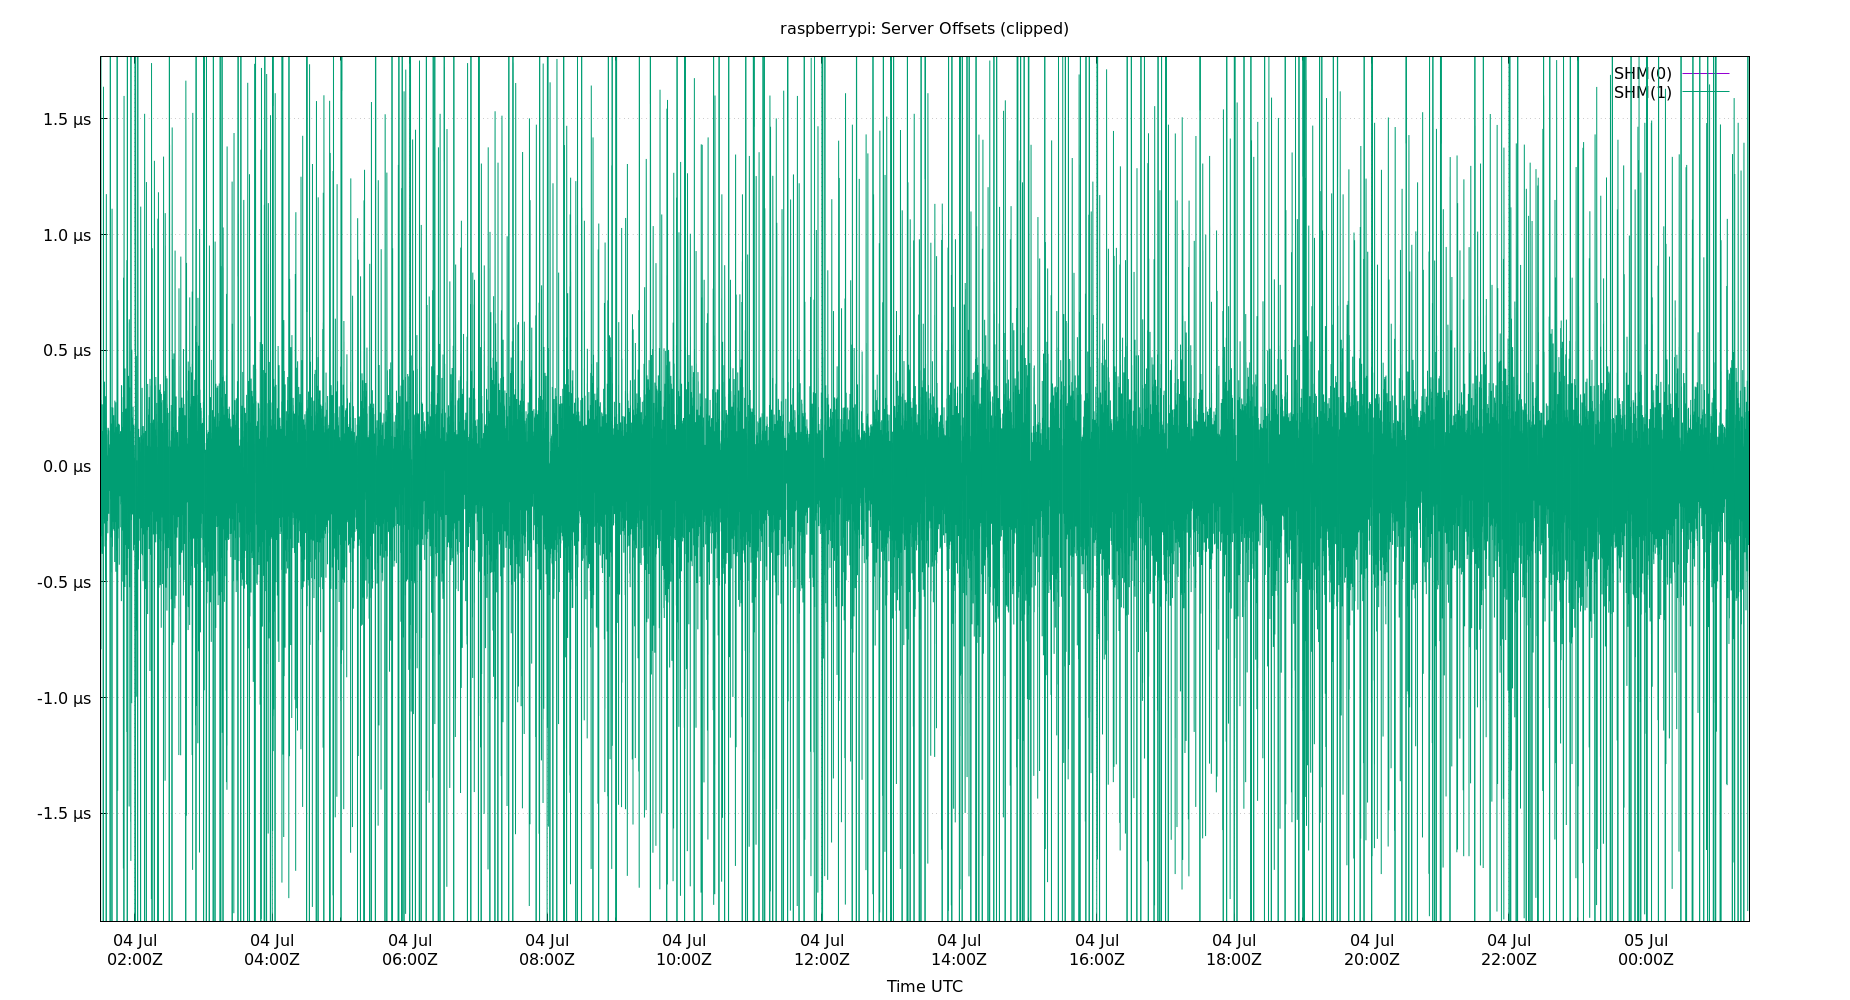 raspberrypi: Server Offsets (clipped)
SHM(0)
SHM(1)
1.5 µs
1.0 µs
0.5 µs
0.0 µs
-0.5 µs
-1.0 µs
-1.5 µs
04 Jul 04 Jul 04 Jul 04 Jul 04 Jul 04 Jul 04 Jul 04 Jul 04 Jul 04 Jul 04 Jul 05 Jul
02:00Z 04:00Z 06:00Z 08:00Z 10:00Z 12:00Z 14:00Z 16:00Z 18:00Z 20:00Z 22:00Z 00:00Z
Time UTC